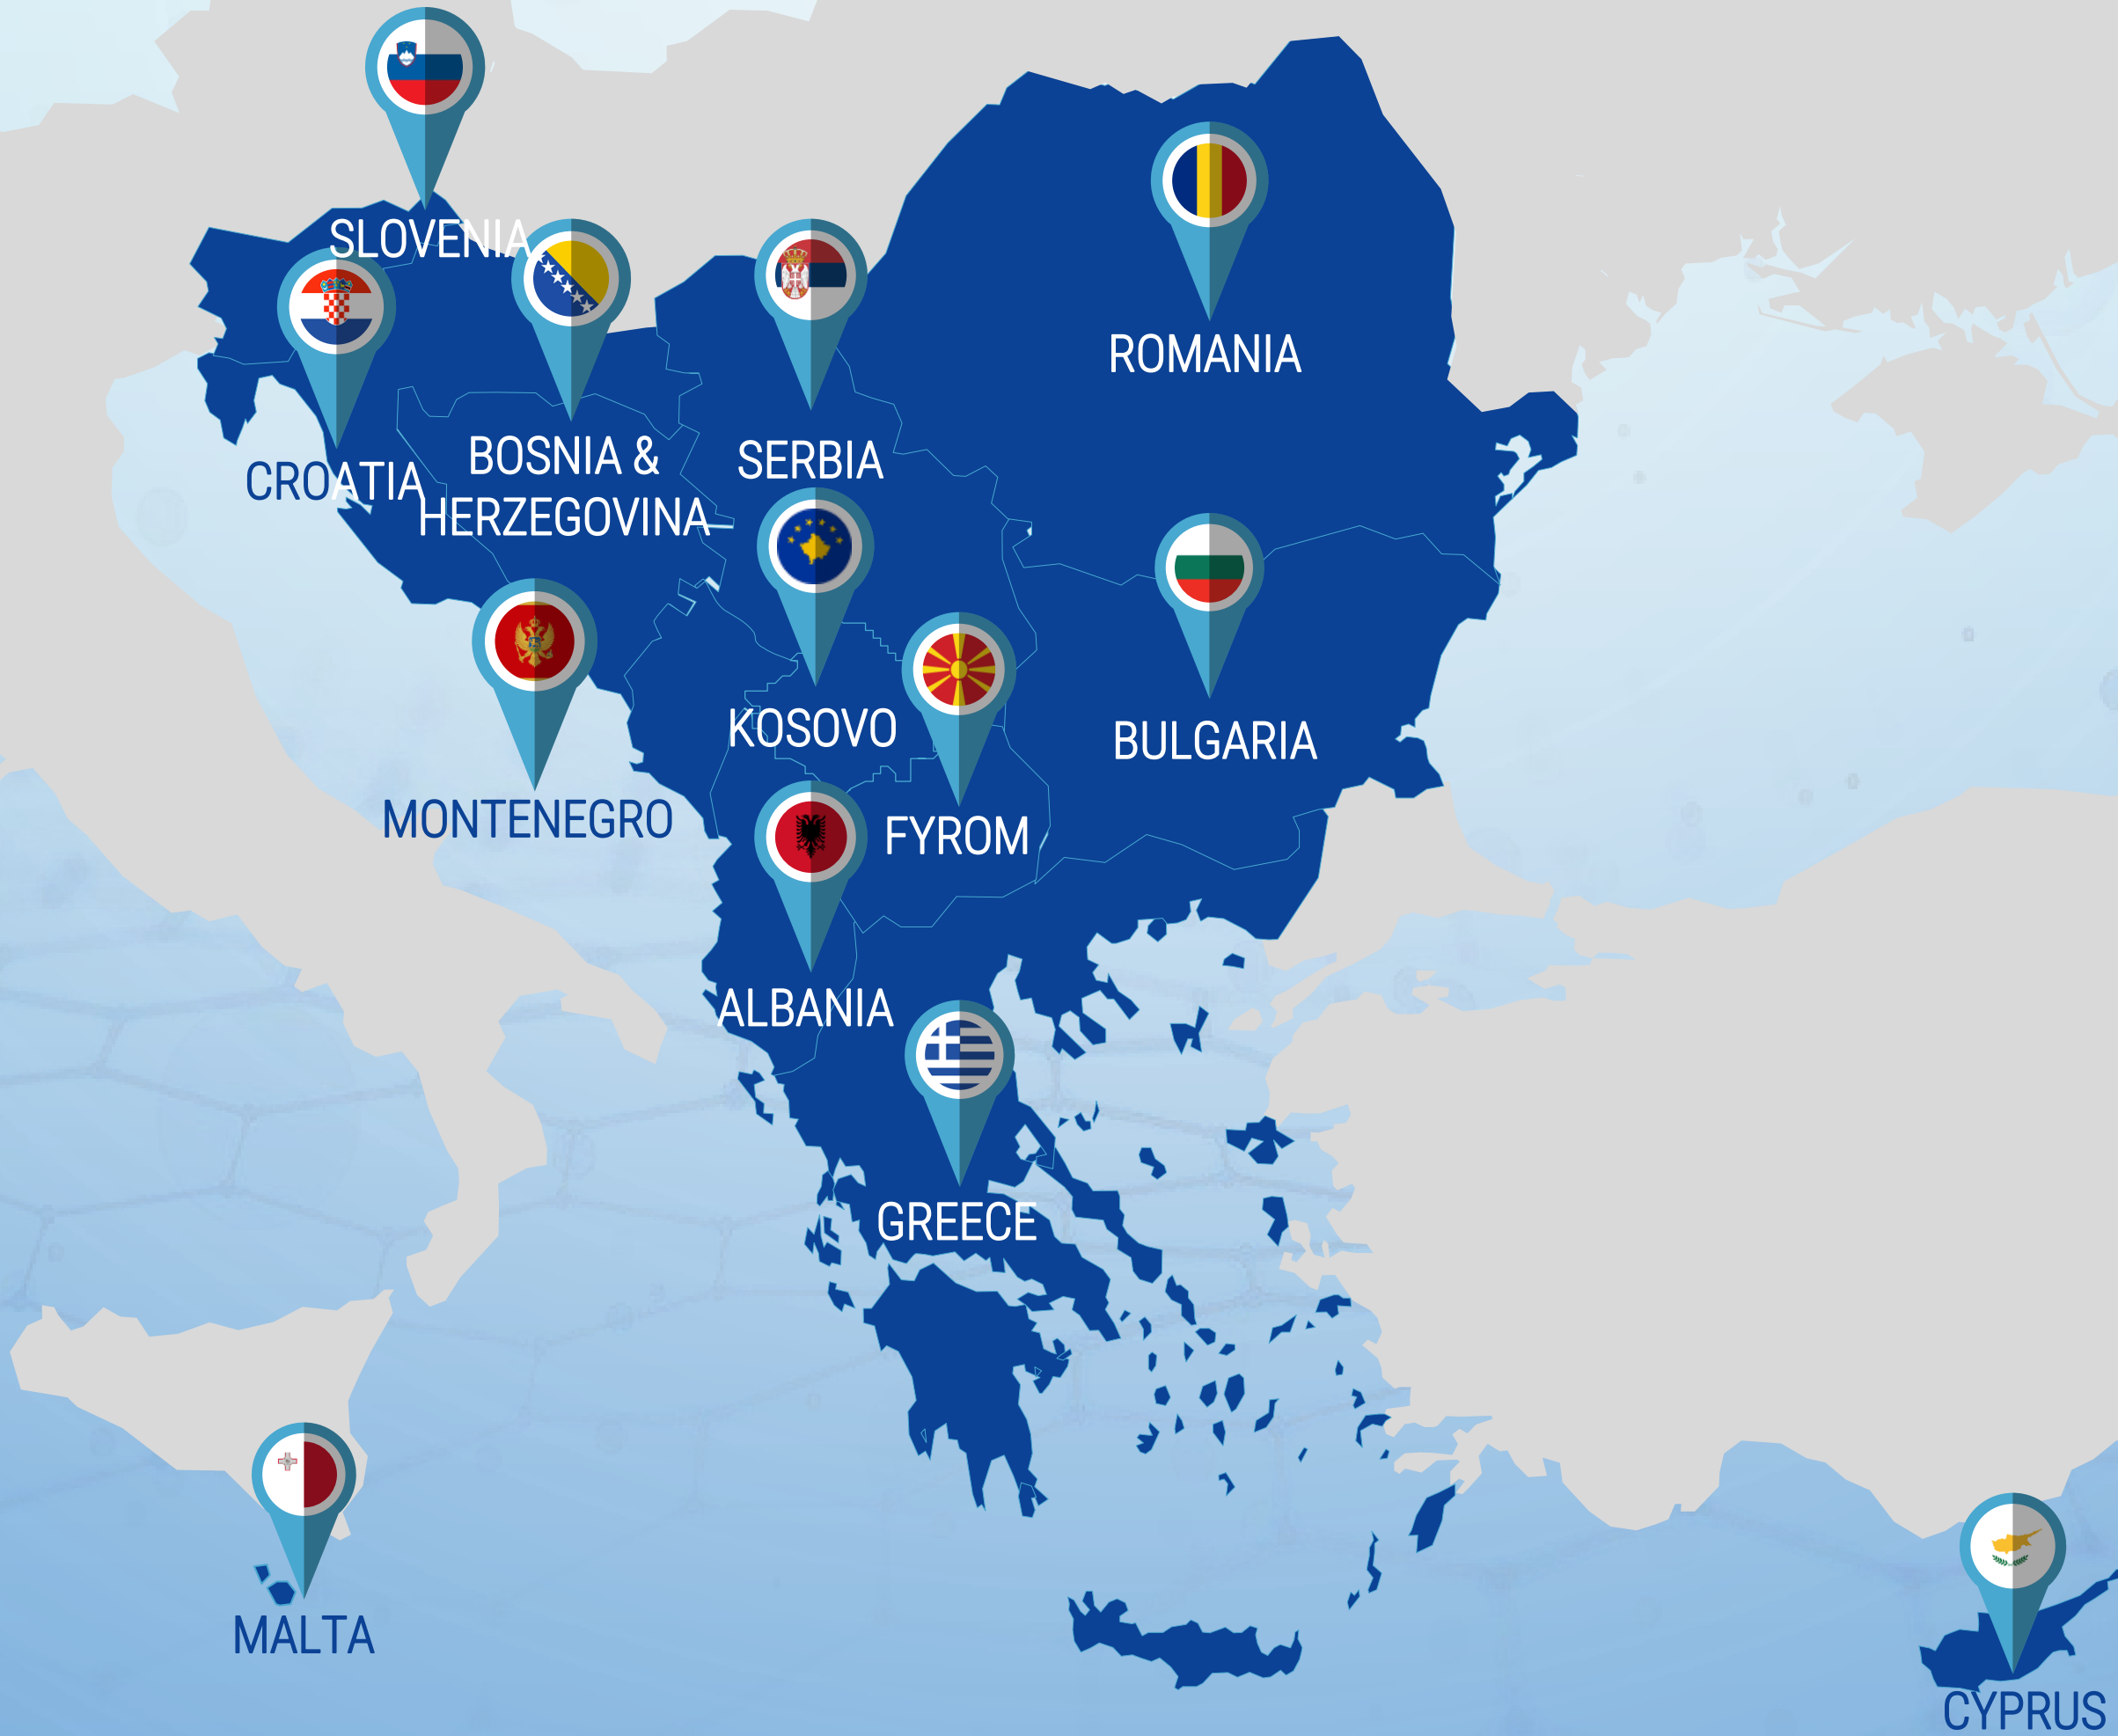 SLOVENIA
ROMANIA
CROATIA
BOSNIA &
HERZEGOVINA
SERBIA
KOSOVO
BULGARIA
MONTENEGRO
FYROM
ALBANIA
GREECE
MALTA
CYPRUS